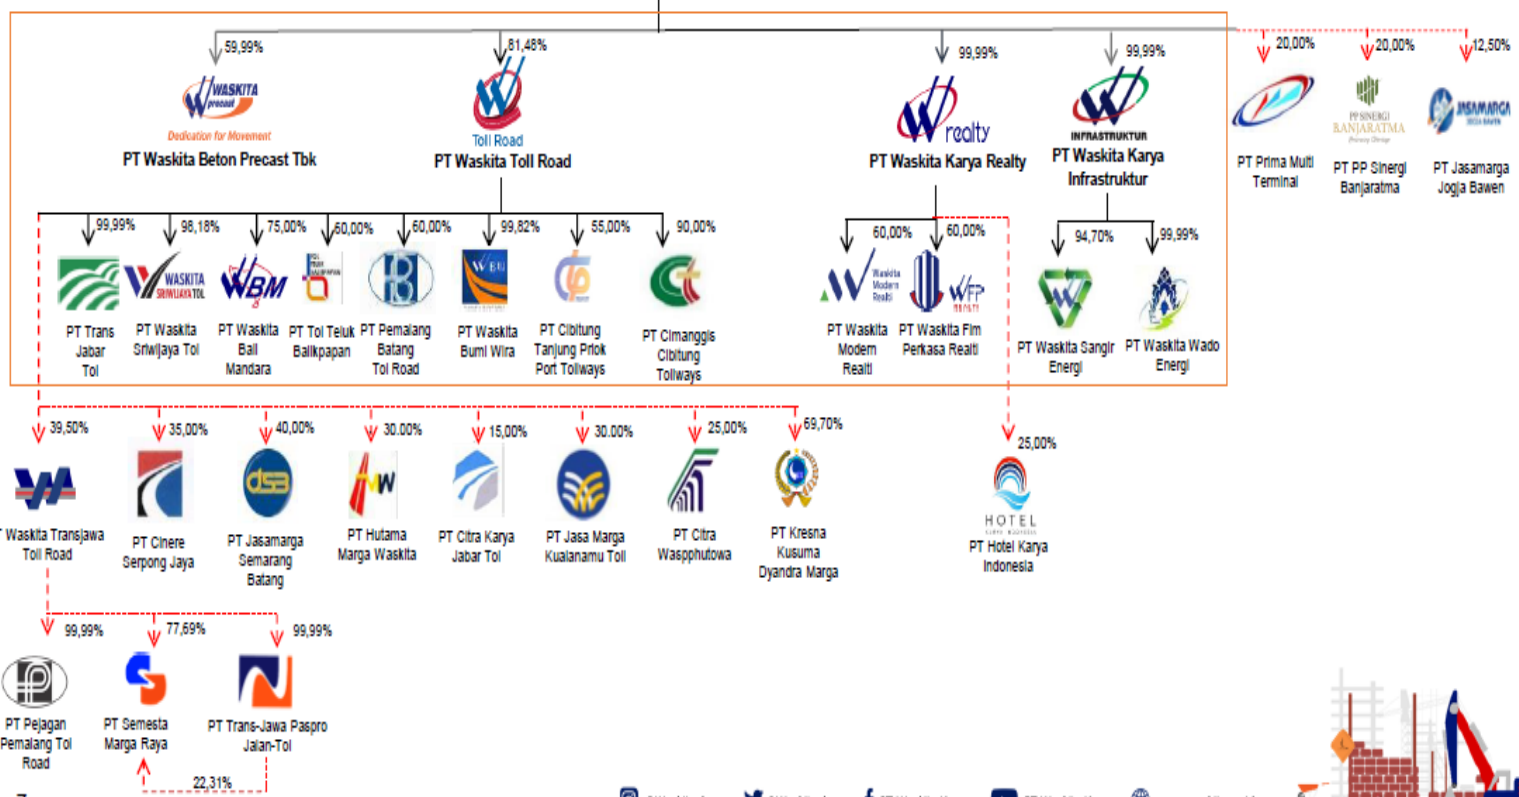 59,99%
81,48%
99,99%
99,99%
20,00%
20,00%
12,50%
WASKITA
precast
Dedication for Movement
PT Waskita Beton Precast Tbk
Toll Road
PT Waskita Toll Road
realty
PT Waskita Karya Realty
INFRASTRUKTUR
PT Waskita Karya
Infrastruktur
PT Prima Multi
Terminal
PP SINERGI
BANJARATMA
PT PP Sinergi
Banjaratma
JASAMARGA
JOGJA BAWEN
PT Jasamarga
Jogja Bawen
99,99%
98,18%
75,00%
60,00%
60,00%
99,82%
55,00%
90,00%
60,00%
60,00%
94,70%
99,99%
PT Trans
Jabar
Tol
WASKITA
SRIWIJAYA TOL
PT Waskita
Sriwijaya Tol
WBM
PT Waskita
Bali
Mandara
PT Tol Teluk
Balikpapan
PT Pemalang
Batang
Tol Road
WBW
PT Waskita
Bumi Wira
PT Cibitung
Tanjung Priok
Port Tollways
PT Cimanggis
Cibitung
Tollways
Waskita
Modern
Realti
PT Waskita
Modern
Realti
WFP
PT Waskita Fim
Perkasa Realti
PT Waskita Sangir
Energi
PT Waskita Wado
Energi
39,50%
35,00%
40,00%
30.00%
15,00%
30.00%
25,00%
69,70%
25,00%
Waskita Transjawa
Toll Road
PT Cinere
Serpong Jaya
PT Jasamarga
Semarang
Batang
PT Hutama
Marga Waskita
PT Citra Karya
Jabar Tol
PT Jasa Marga
Kualanamu Toll
PT Citra
Waspphutowa
PT Kresna
Kusuma
Dyandra Marga
HOTEL
PT Hotel Karya
Indonesia
99,99%
77,69%
99,99%
PT Pejagan
Pemalang Tol
Road
PT Semesta
Marga Raya
PT Trans-Jawa Paspro
Jalan-Tol
22,31%